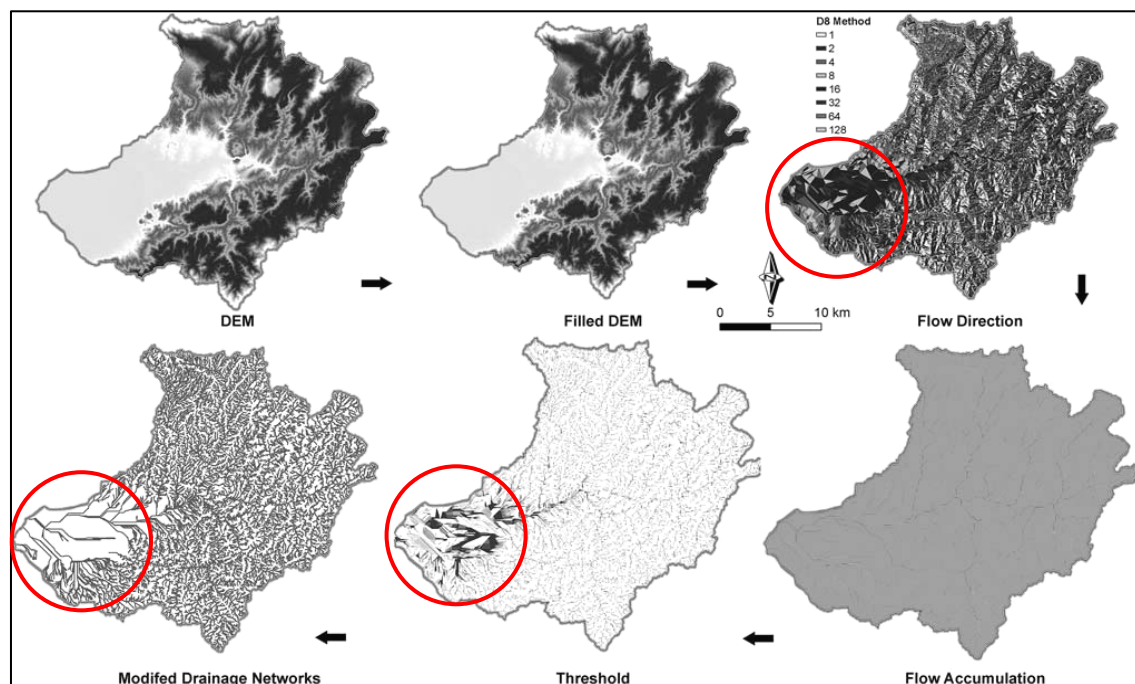 D8 Method
1
2
4
8
16
32
64
128
DEM
Filled DEM
0 5 10 km
Flow Direction
Modifed Drainage Networks
Threshold
Flow Accumulation